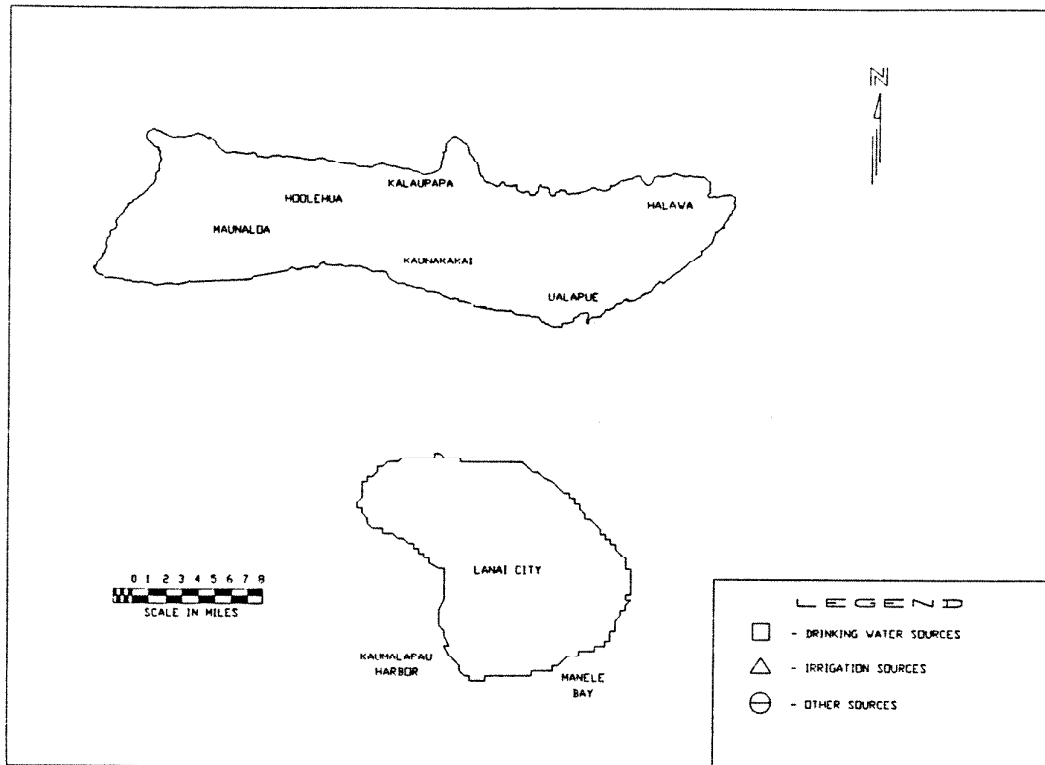 N
KALAUPAPA
HOOLEHUA
HALAWA
MAUNALOA
KAUNAKAKAI
UALAPUE
LANAI CITY
0 1 2 3 4 5 6 7 8
SCALE IN MILES
KAUMALAPAU
HARBOR
MANELE
BAY
LEGEND
- DRINKING WATER SOURCES
- IRRIGATION SOURCES
- OTHER SOURCES